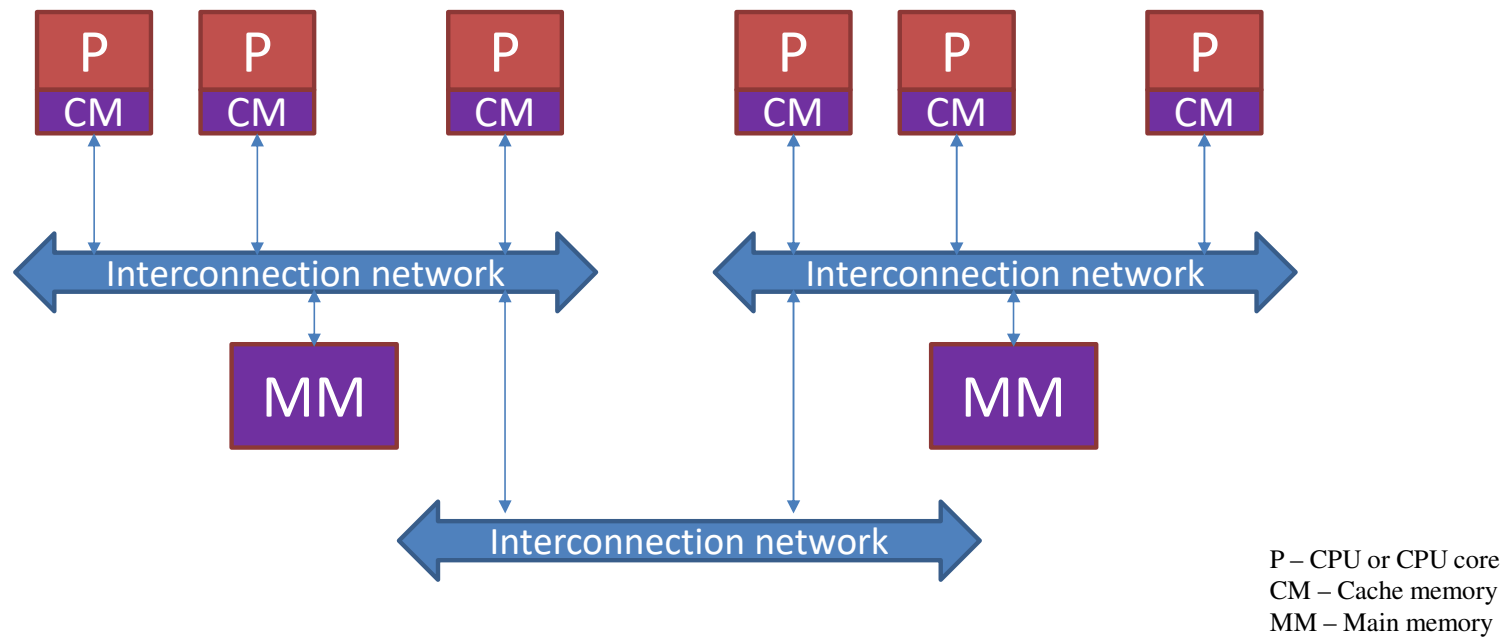 P P P P P P
CM CM CM CM CM CM
Interconnection network Interconnection network
MM MM
Interconnection network
P – CPU or CPU core
CM – Cache memory
MM – Main memory